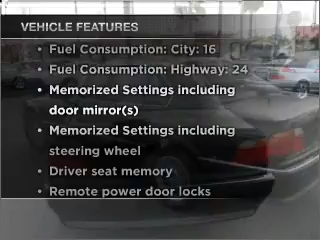 VEHICLE FEATURES
• Fuel Consumption: City: 16
• Fuel Consumption: Highway: 24
• Memorized Settings including
door mirror(s)
• Memorized Settings including
steering wheel
• Driver seat memory
• Remote power door locks